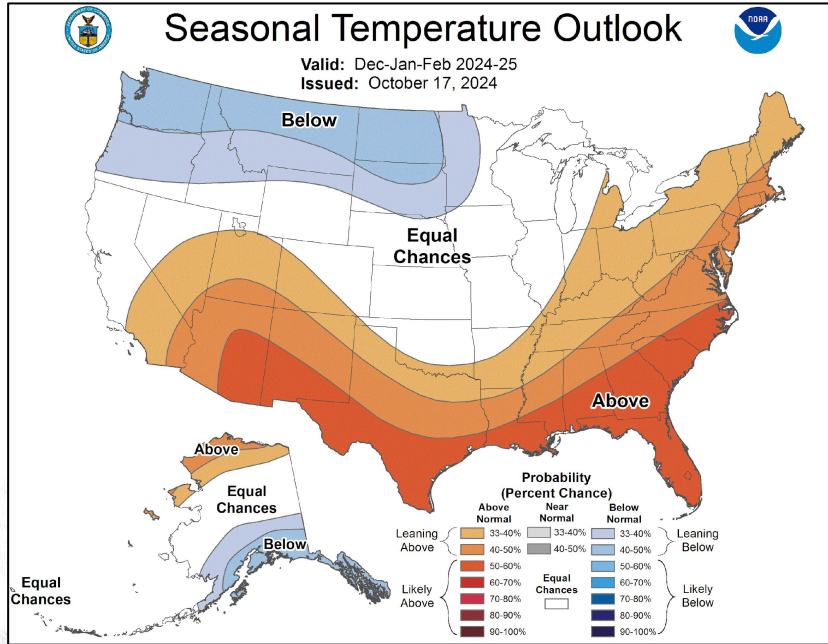 Seasonal Temperature Outlook
NOAA
Valid: Dec-Jan-Feb 2024-25
Issued: October 17, 2024
Below
Equal
Chances
Above
Above
Equal
Chances
Below
Equal
Chances
Probability
(Percent Chance)
Above
Normal
Near
Normal
Below
Normal
Leaning
Above
33-40%
40-50%
33-40%
40-50%
33-40%
40-50%
Leaning
Below
Likely
Above
50-60%
60-70%
70-80%
80-90%
90-100%
Equal
Chances
50-60%
60-70%
70-80%
80-90%
90-100%
Likely
Below